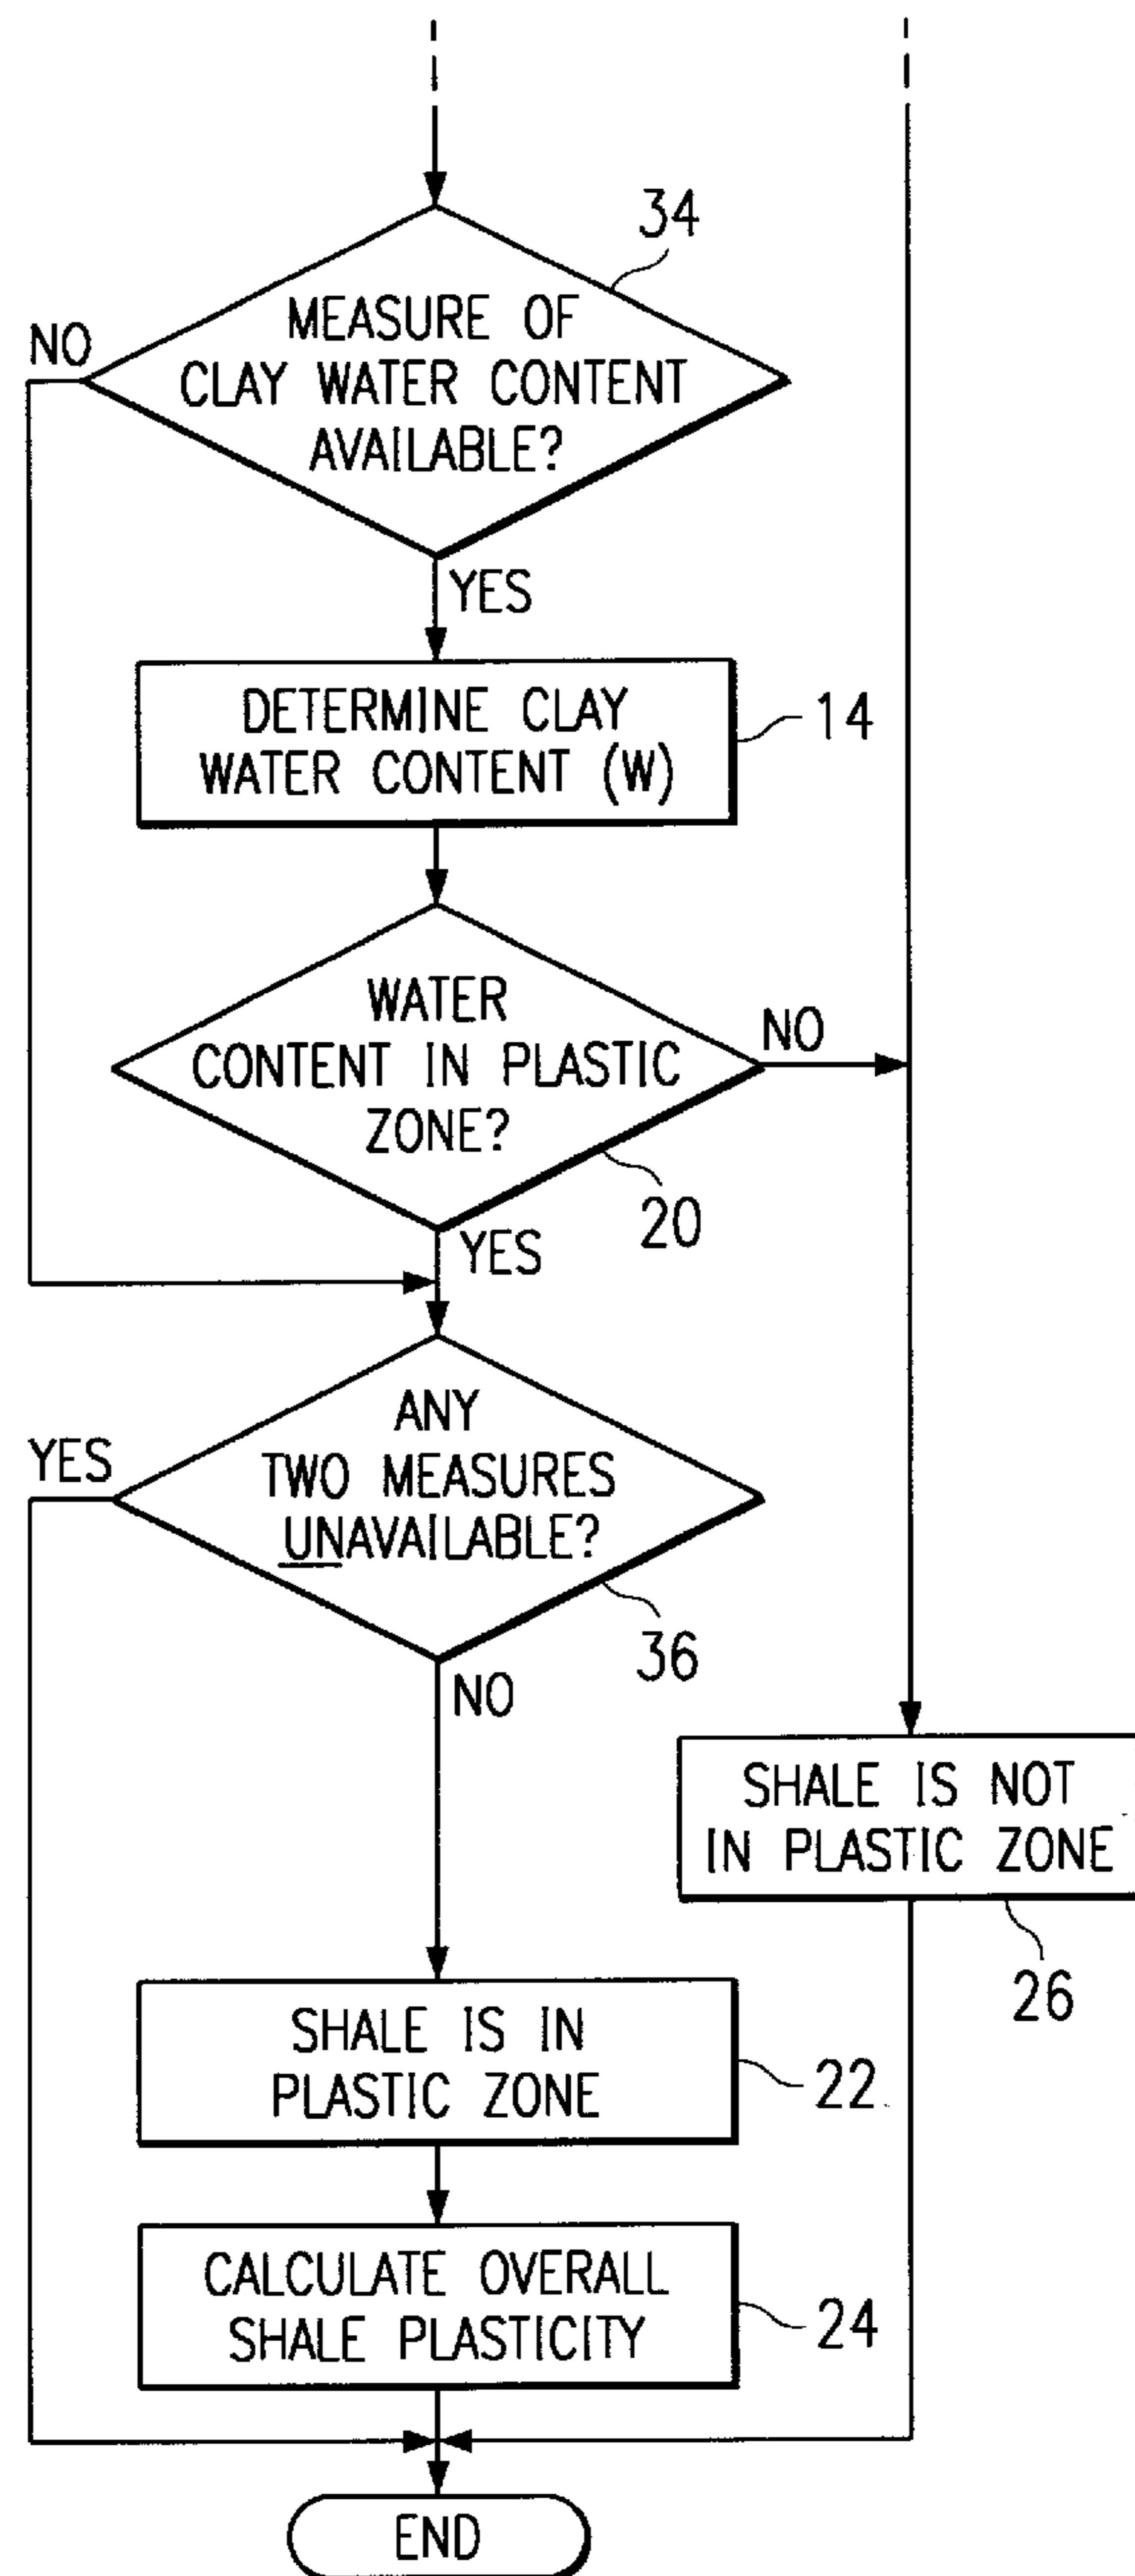 34
MEASURE OF
CLAY WATER CONTENT
AVAILABLE?
NO
YES
DETERMINE CLAY
WATER CONTENT (W)
14
WATER
CONTENT IN PLASTIC
ZONE?
NO
20
YES
ANY
TWO MEASURES
UNAVAILABLE?
YES
36
NO
SHALE IS NOT
IN PLASTIC ZONE
26
SHALE IS IN
PLASTIC ZONE
22
CALCULATE OVERALL
SHALE PLASTICITY
24
END